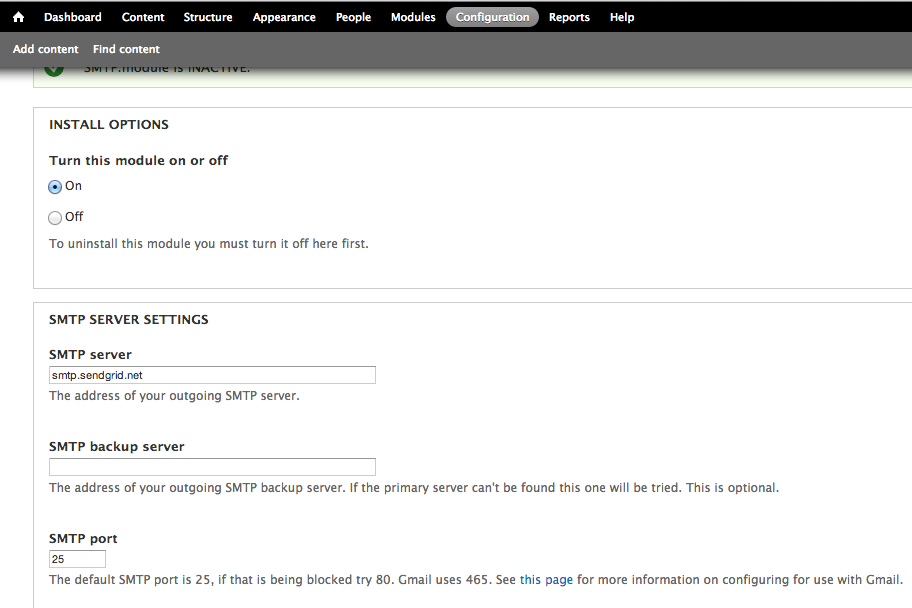 Dashboard Content Structure Appearance People Modules Configuration Reports Help
Add content Find content
SMTP.module is INACTIVE.
INSTALL OPTIONS
Turn this module on or off
On
Off
To uninstall this module you must turn it off here first.
SMTP SERVER SETTINGS
SMTP server
smtp.sendgrid.net
The address of your outgoing SMTP server.
SMTP backup server
The address of your outgoing SMTP backup server. If the primary server can't be found this one will be tried. This is optional.
SMTP port
25
The default SMTP port is 25, if that is being blocked try 80. Gmail uses 465. See this page for more information on configuring for use with Gmail.